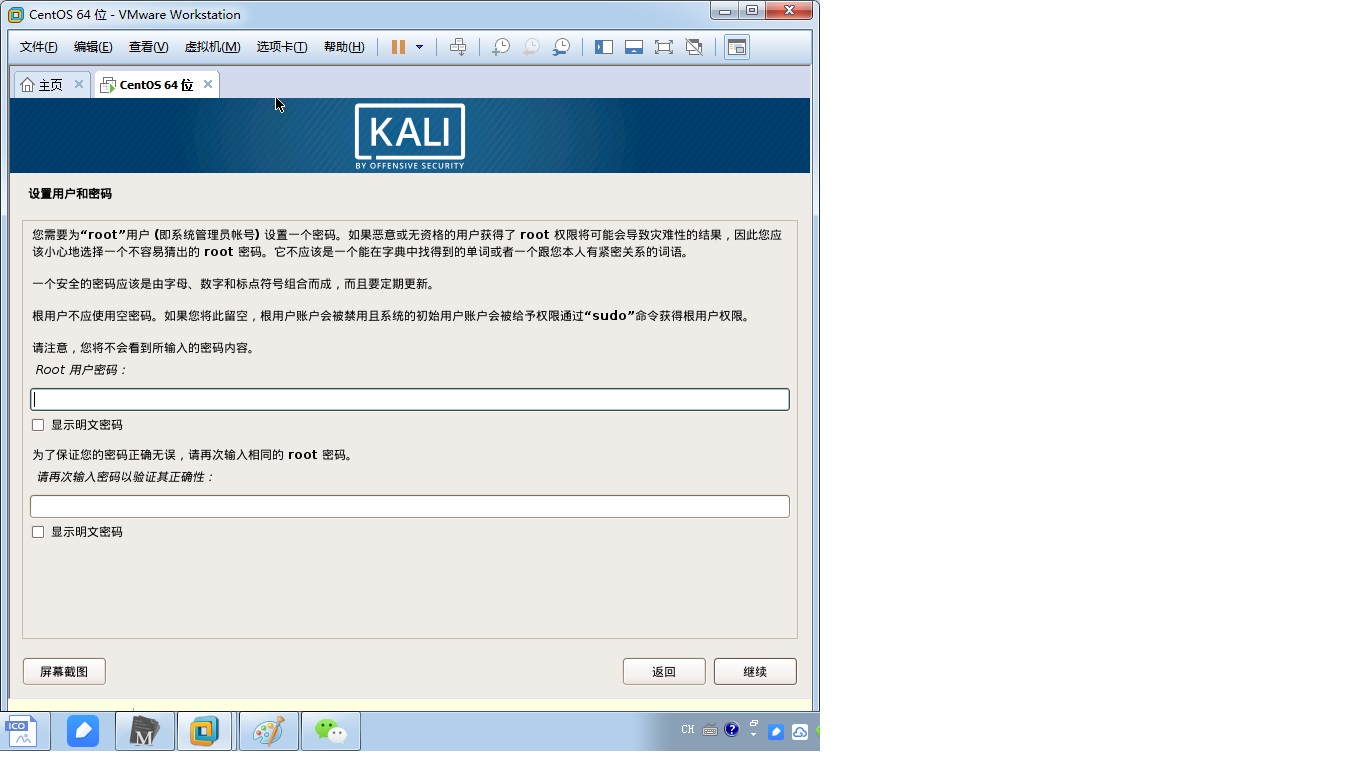 CentOS 64 位 - VMware Workstation
文件(F) 编辑(E) 查看(V) 虚拟机(M) 选项卡(T) 帮助(H)
主页 CentOS 64 位
KALI
BY OFFENSIVE SECURITY
设置用户和密码
您需要为“root”用户 (即系统管理员帐号) 设置一个密码。如果恶意或无资格的用户获得了 root 权限将可能会导致灾难性的结果，因此您应
该小心地选择一个不容易猜出的 root 密码。它不应该是一个能在字典中找得到的单词或者一个跟您本人有紧密关系的词语。
一个安全的密码应该是由字母、数字和标点符号组合而成，而且要定期更新。
根用户不应使用空密码。如果您将此留空，根用户账户会被禁用且系统的初始用户账户会被给予权限通过“sudo”命令获得根用户权限。
请注意，您将不会看到所输入的密码内容。
Root 用户密码：
显示明文密码
为了保证您的密码正确无误，请再次输入相同的 root 密码。
请再次输入密码以验证其正确性：
显示明文密码
屏幕截图 返回 继续
ICO M CH ?